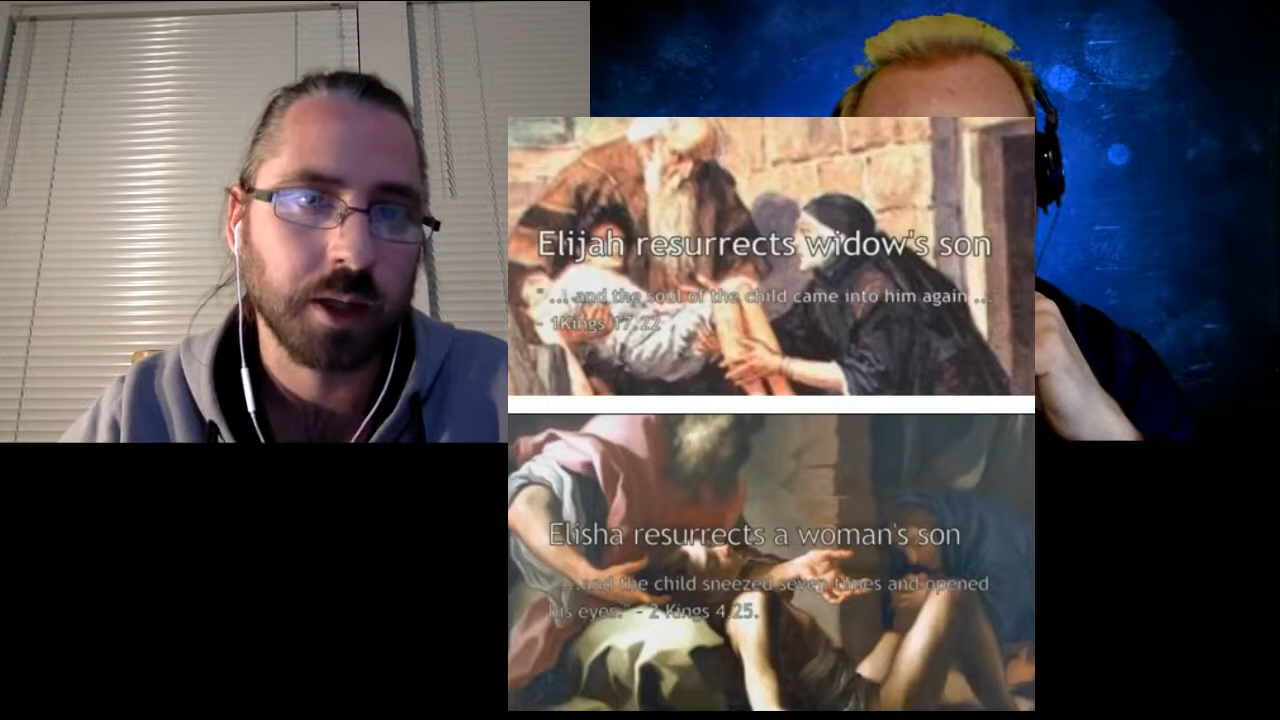 Elijah resurrects widow's son
"... and the soul of the child came into him again ..."
- 1Kings 17.22
Elisha resurrects a woman's son
...and the child sneezed seven times and opened
his eyes." - 2 Kings 4.25.